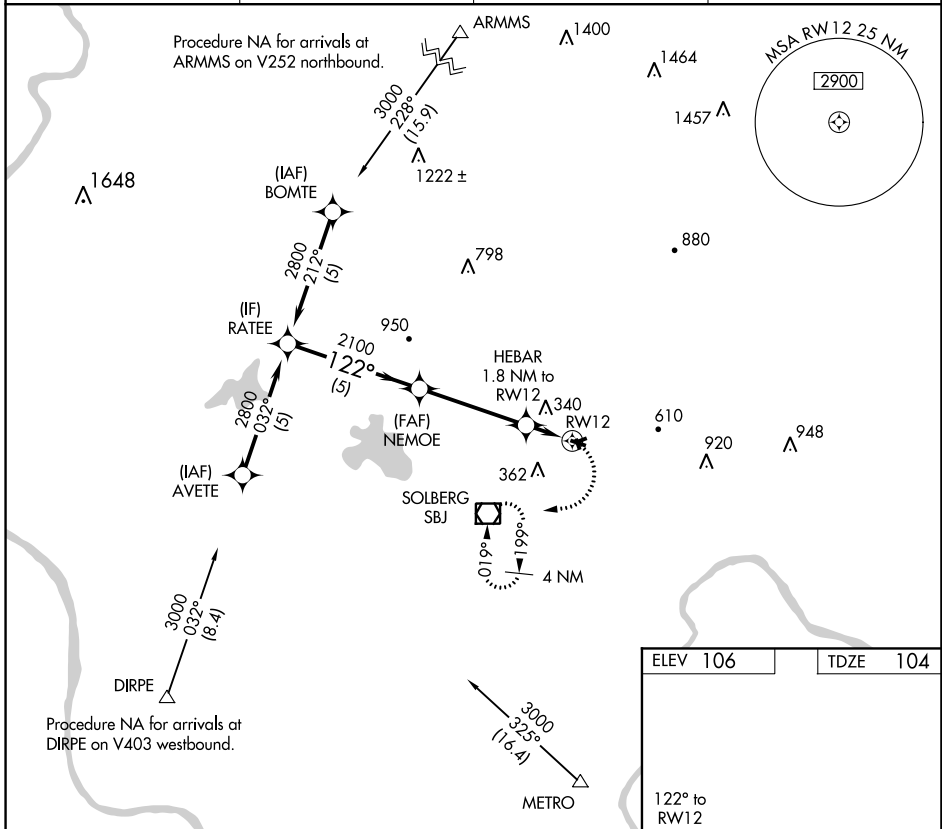 ARMMS
Procedure NA for arrivals at
ARMMS on V252 northbound.
1400
1464
1457
MSA RW12 25 NM
2900
3000
228°
(15.9)
1222 ±
1648
(IAF)
BOMTE
2800
212°
(5)
798
880
(IF)
RATEE
950
2100
122°
(5)
HEBAR
1.8 NM to
RW12
340
RW12
(FAF)
NEMOE
610
920
948
2800
032°
(5)
(IAF)
AVETE
362
SOLBERG
SBJ
019°
199°
4 NM
3000
032°
(8.4)
DIRPE
Procedure NA for arrivals at
DIRPE on V403 westbound.
3000
325°
(16.4)
METRO
ELEV 106
TDZE 104
122° to
RW12